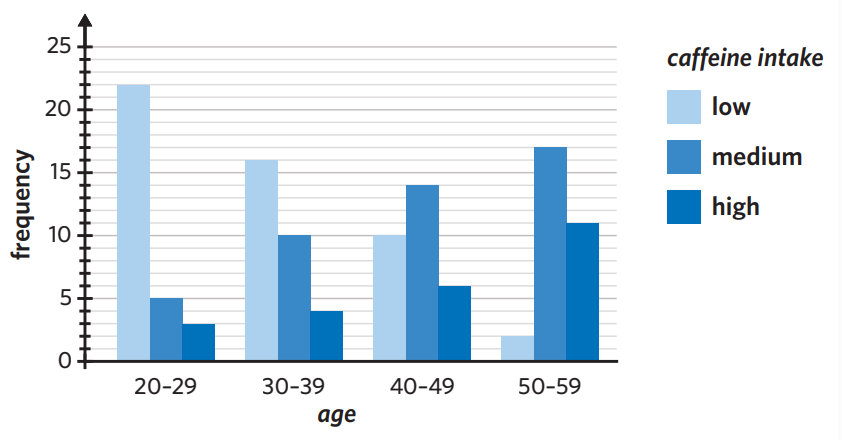 25
20
15
10
5
0
frequency
20–29 30–39 40–49 50–59
age
caffeine intake
low
medium
high